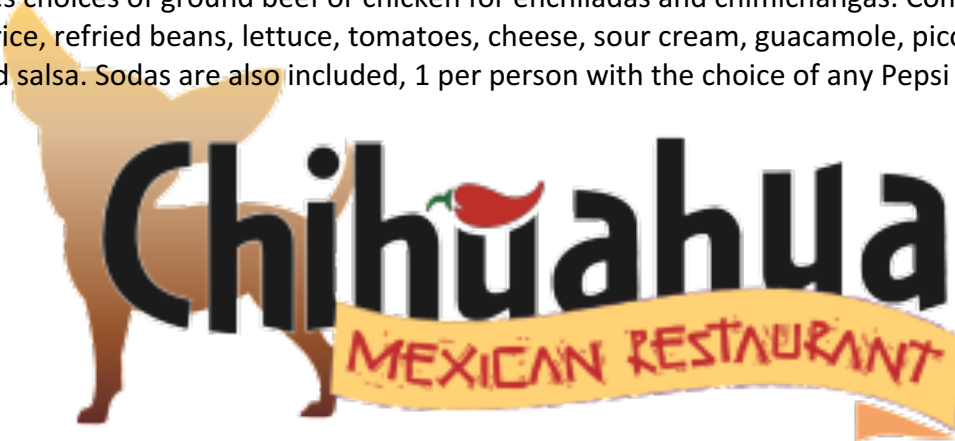 choices of ground beef or chicken for enchiladas and chimichangas.
rice, refried beans, lettuce, tomatoes, cheese, sour cream, guacamole,
salsa. Sodas are also included, 1 per person with the choice of any Pepsi
Chihuahua
MEXICAN RESTAURANT